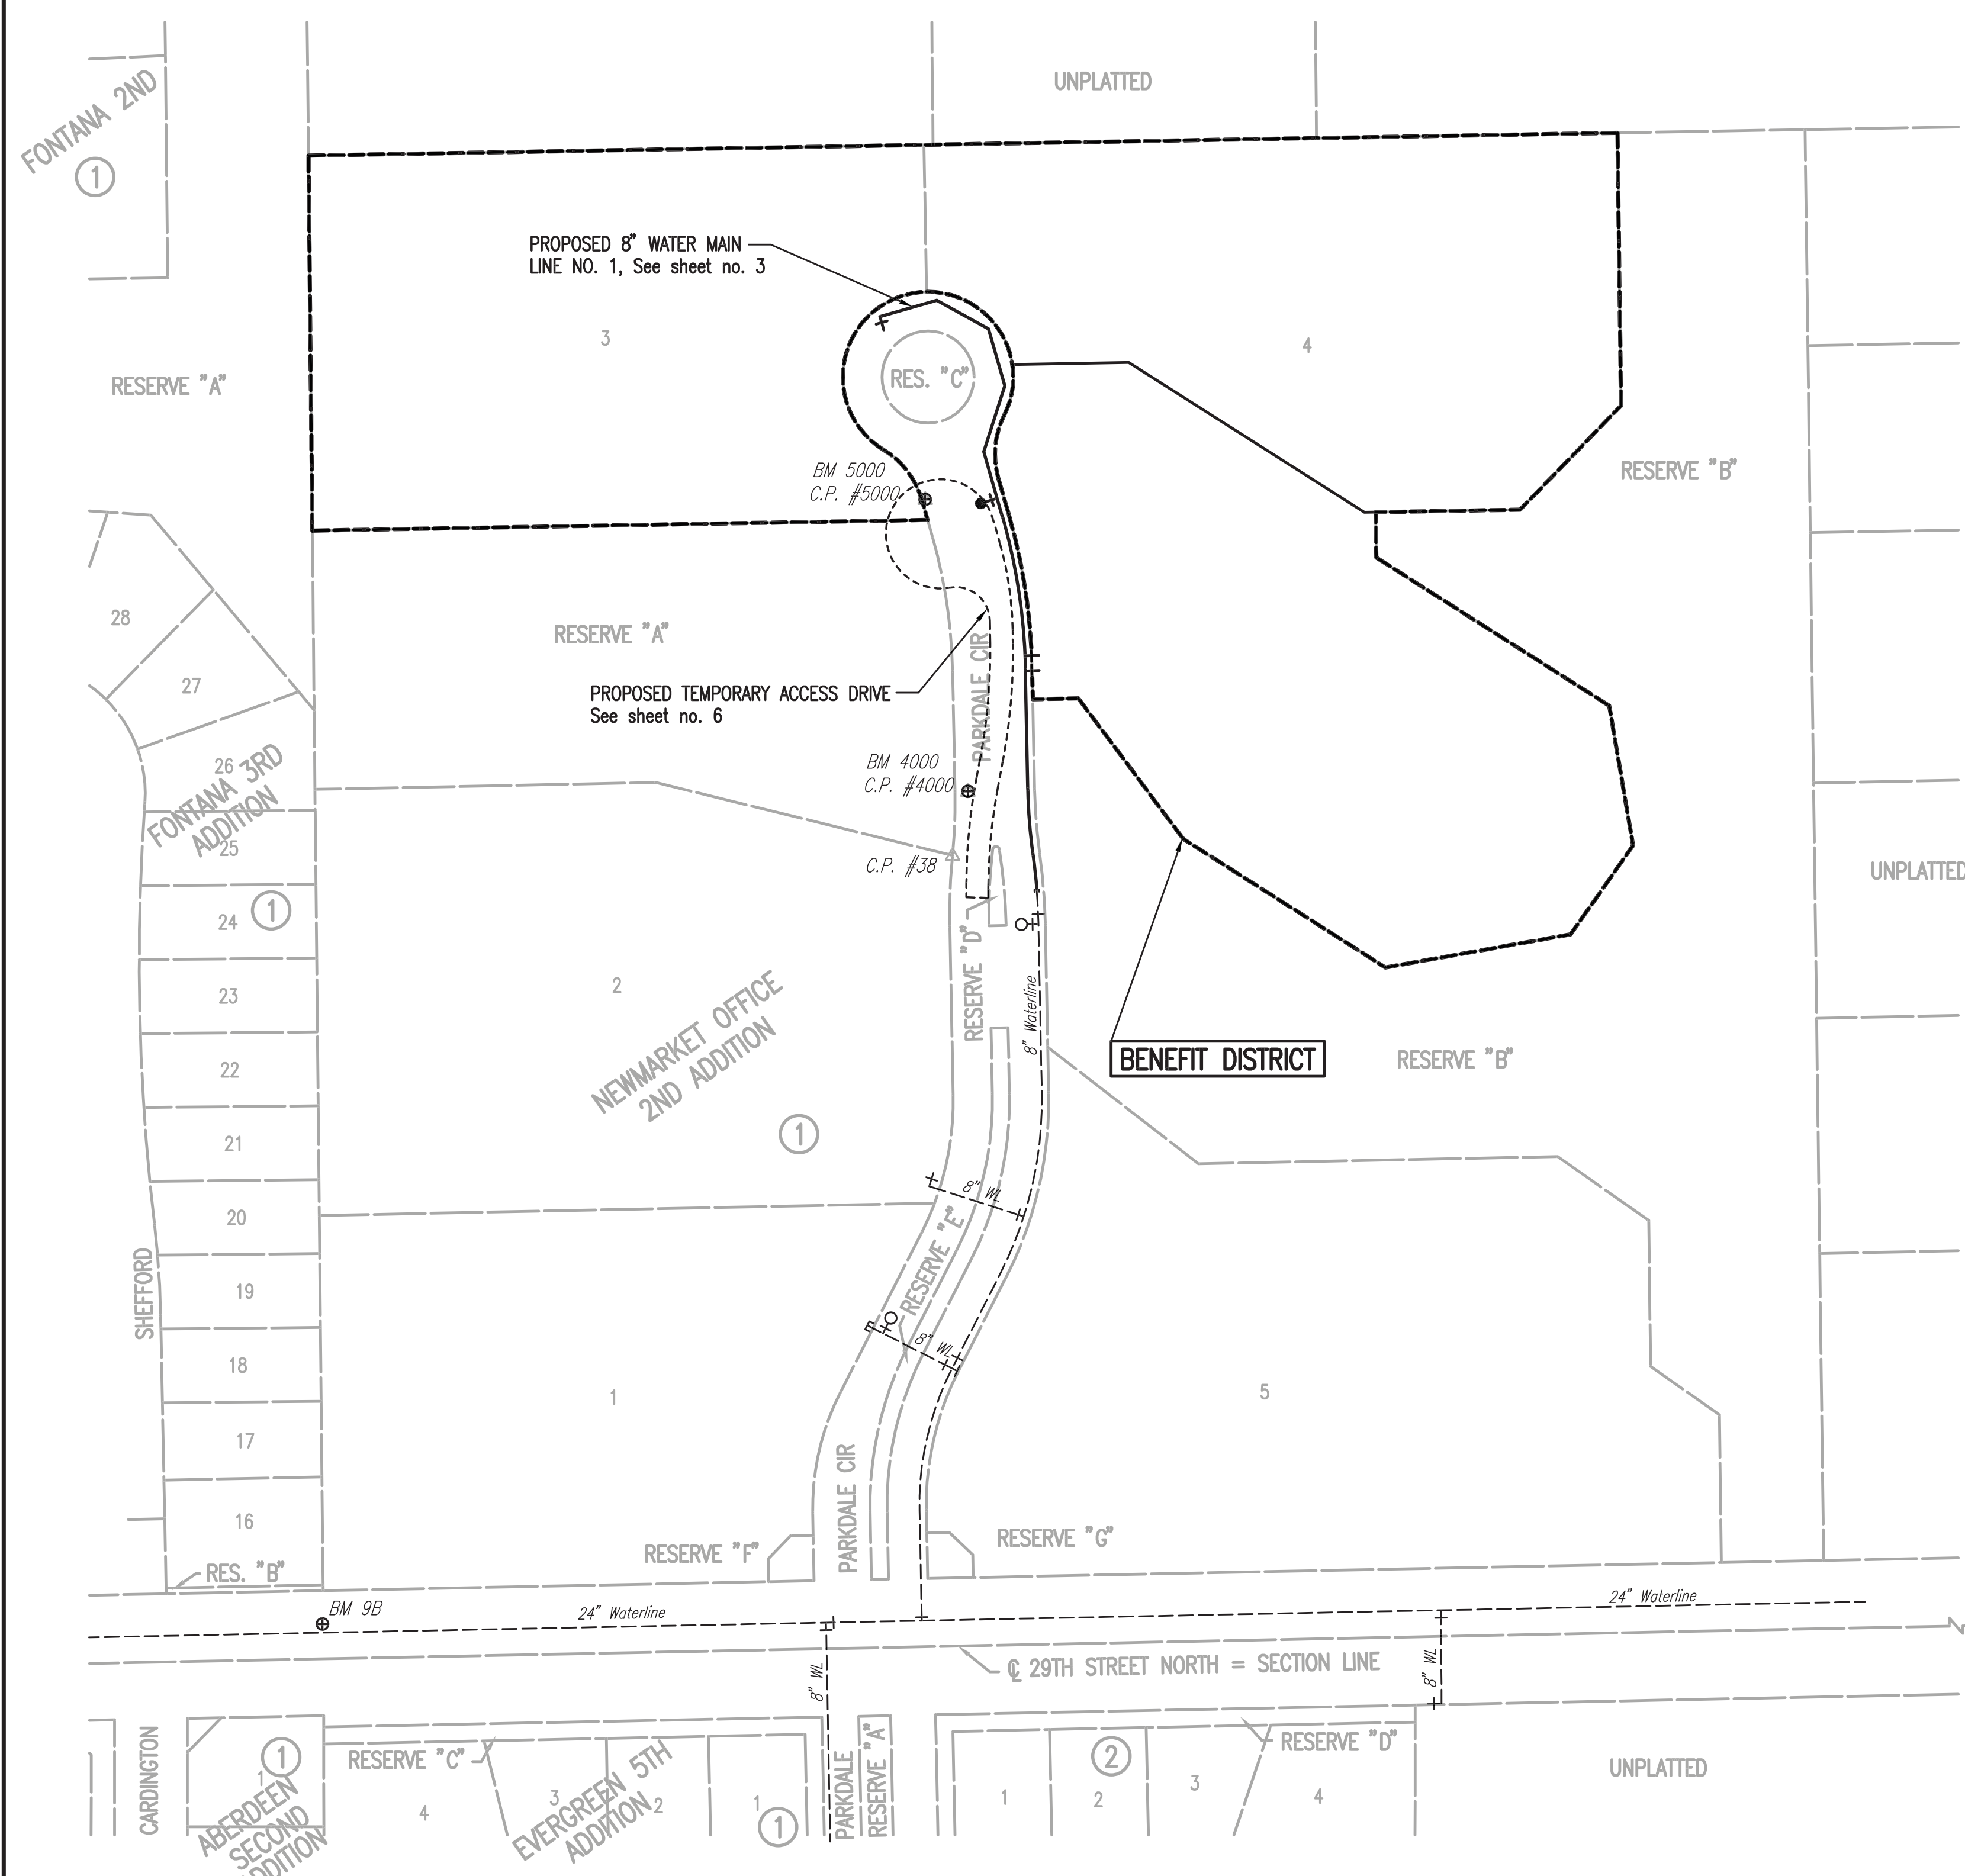 UNPLATTED
FONTANA 2ND
1
PROPOSED 8" WATER MAIN
LINE NO. 1, See sheet no. 3
3
4
RES. "C"
RESERVE "A"
BM 5000
C.P. #5000
RESERVE "B"
28
RESERVE "A"
27
PARKDALE CIR
PROPOSED TEMPORARY ACCESS DRIVE
See sheet no. 6
26
FONTANA 3RD
ADDITION
BM 4000
C.P. #4000
25
C.P. #38
UNPLATTED
24
1
RESERVE "D"
2
23
8" Waterline
NEWMARKET OFFICE
2ND ADDITION
BENEFIT DISTRICT
RESERVE "B"
22
1
21
8" WL
20
RESERVE "E"
SHEFFORD
19
8" WL
18
1
5
17
PARKDALE CIR
16
RESERVE "F"
RESERVE "G"
RES. "B"
BM 9B
24" Waterline
24" Waterline
℄ 29TH STREET NORTH = SECTION LINE
8" WL
8" WL
CARDINGTON
1
1
ABERDEEN
SECOND
ADDITION
RESERVE "C"
4
3
2
1
EVERGREEN 5TH
ADDITION
1
PARKDALE
RESERVE "A"
2
1
2
3
4
RESERVE "D"
UNPLATTED